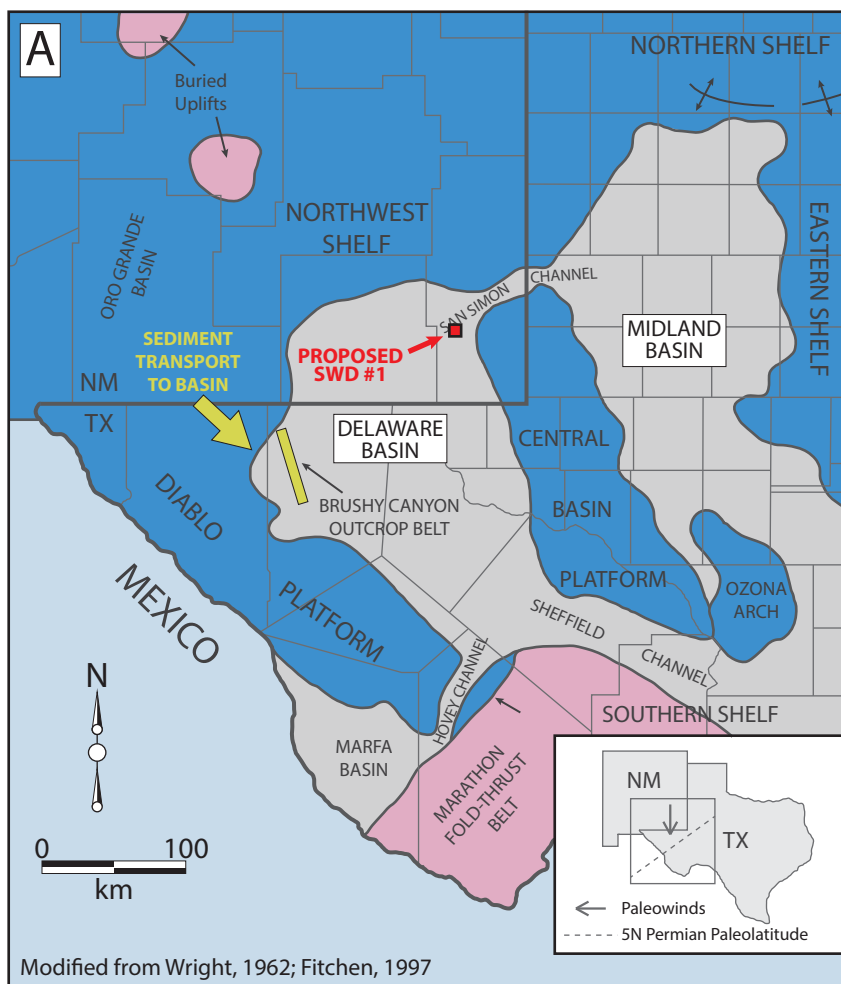 A
Buried
Uplifts
NORTHERN SHELF
NORTHWEST
SHELF
ORO GRANDE
BASIN
EASTERN SHELF
SAN SIMON
CHANNEL
MIDLAND
BASIN
SEDIMENT
TRANSPORT
TO BASIN
PROPOSED
SWD #1
NM
TX
DELAWARE
BASIN
CENTRAL
BASIN
PLATFORM
BRUSHY CANYON
OUTCROP BELT
DIABLO
PLATFORM
OZONA
ARCH
MEXICO
SHEFFIELD
CHANNEL
HOVEY CHANNEL
SOUTHERN SHELF
N
MARFA
BASIN
MARATHON
FOLD-THRUST
BELT
0 100
km
NM
TX
Paleowinds
5N Permian Paleolatitude
Modified from Wright, 1962; Fitchen, 1997